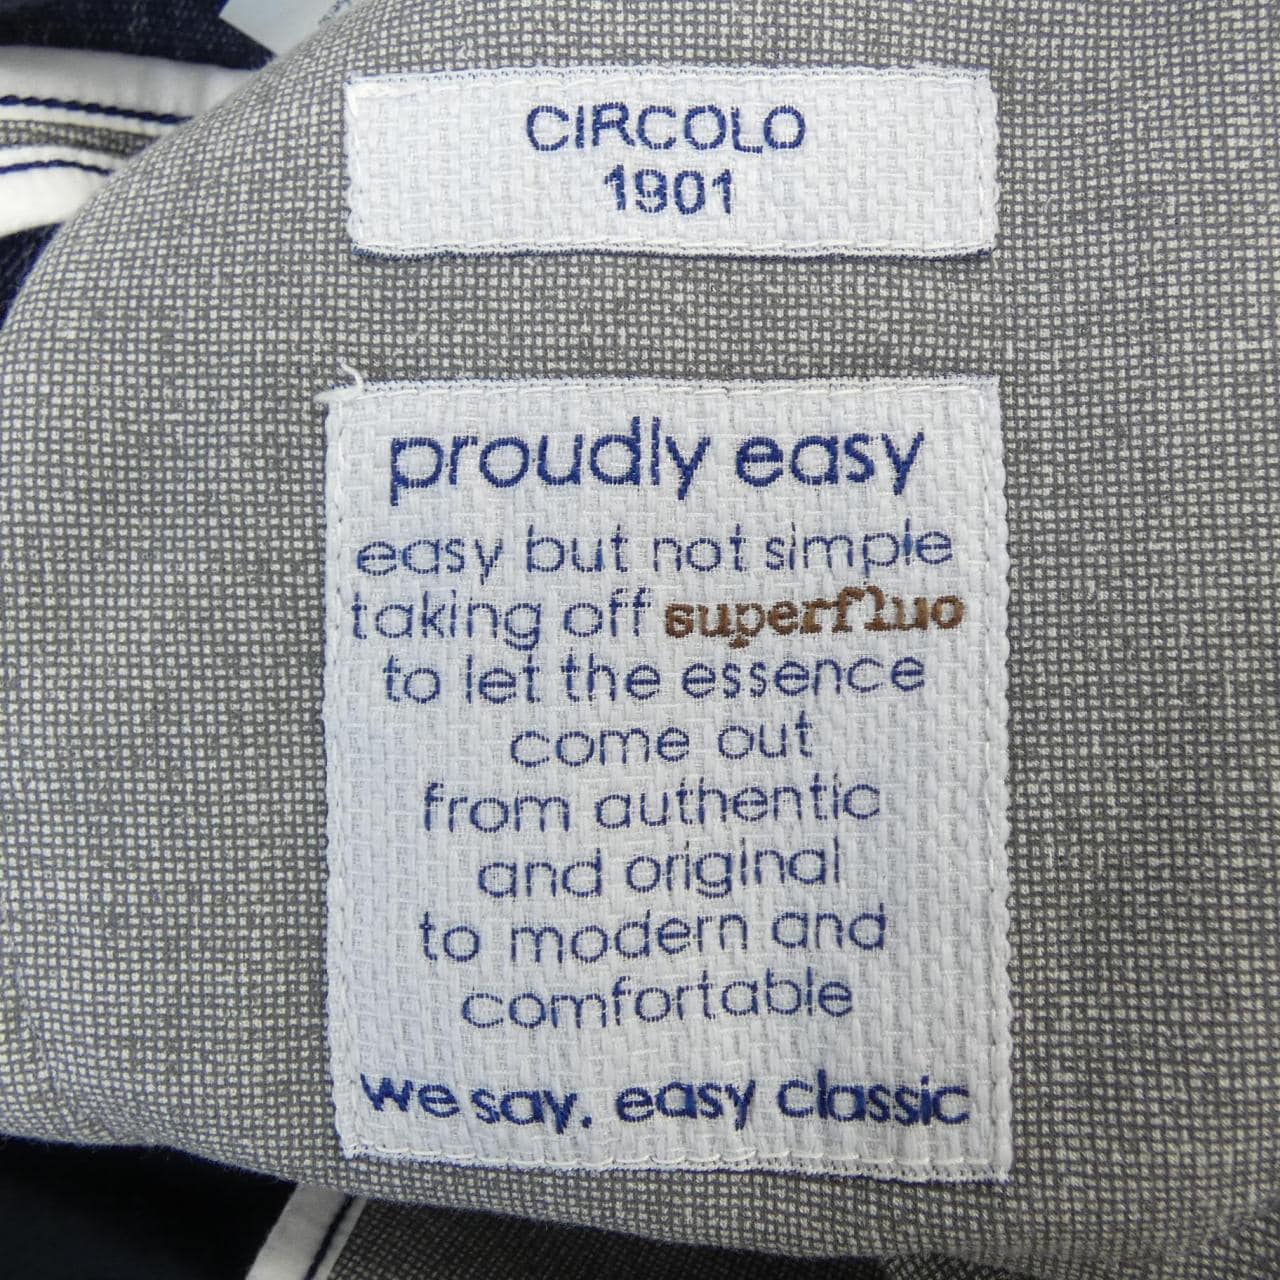 CIRCOLO
1901
proudly easy
easy but not simple
taking off superfluo
to let the essence
come out
from authentic
and original
to modern and
comfortable
we say, easy classic